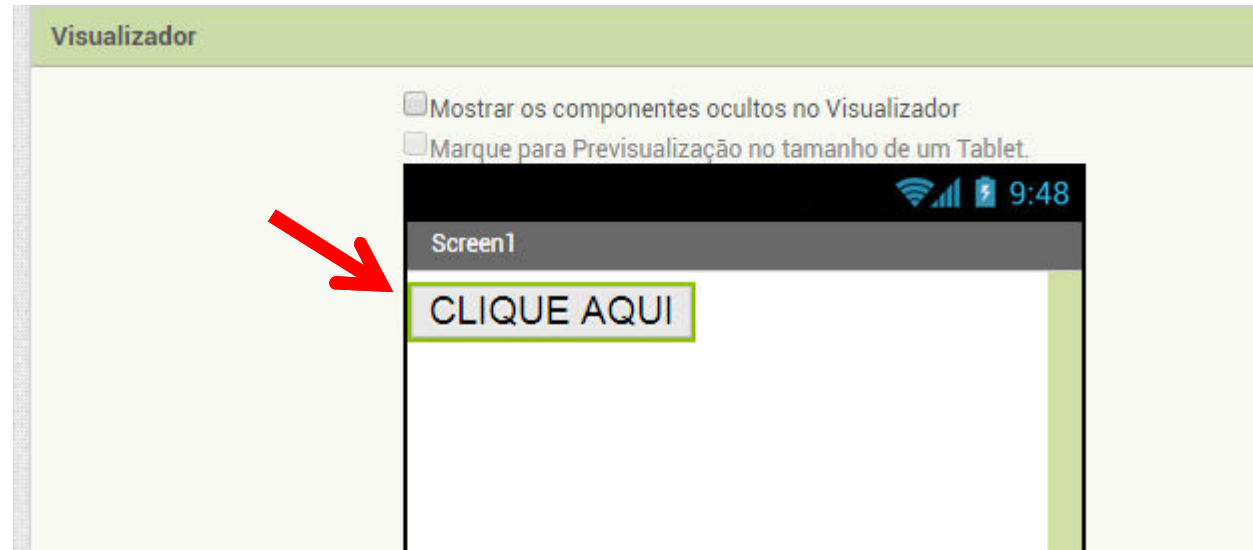 Visualizador
Mostrar os componentes ocultos no Visualizador
Marque para Previsualização no tamanho de um Tablet.
9:48
Screen1
CLIQUE AQUI